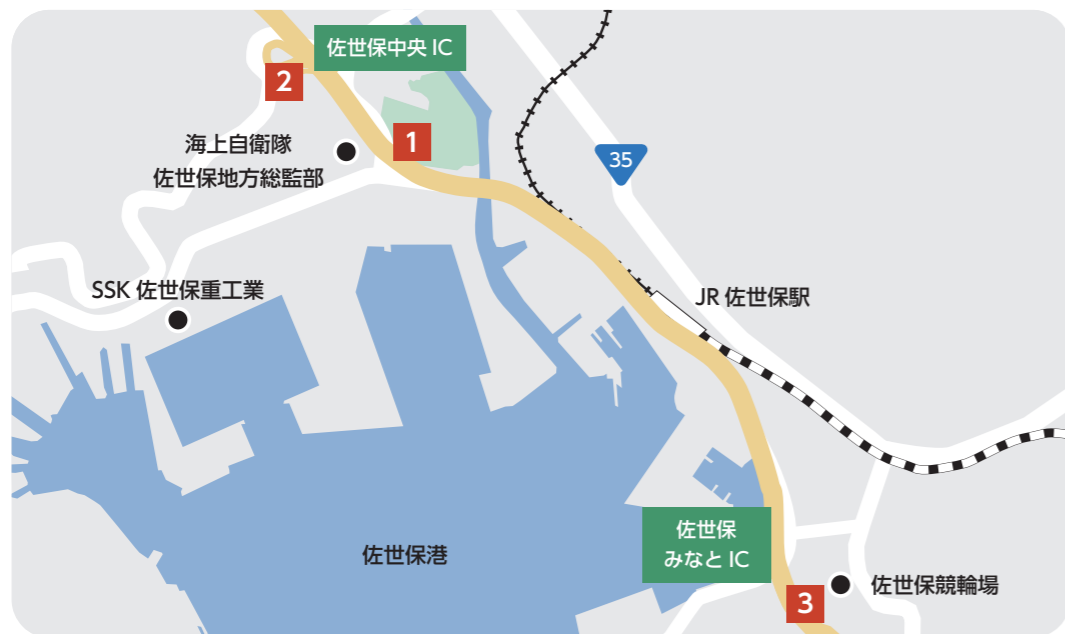 佐世保中央 IC
2
1
海上自衛隊
佐世保地方総監部
35
SSK 佐世保重工業
JR 佐世保駅
佐世保
みなと IC
佐世保港
佐世保競輪場
3